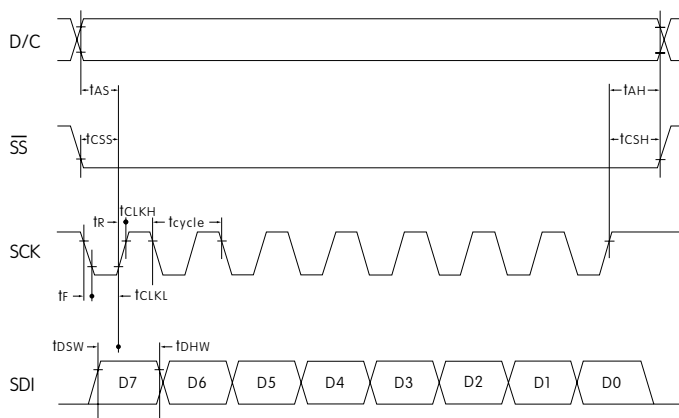 D/C
tAS
tAH
SS
tCSS
tCSH
tR
tCLKH
tcycle
SCK
tF
tCLKL
tDSW
tDHW
SDI
D7 D6 D5 D4 D3 D2 D1 D0